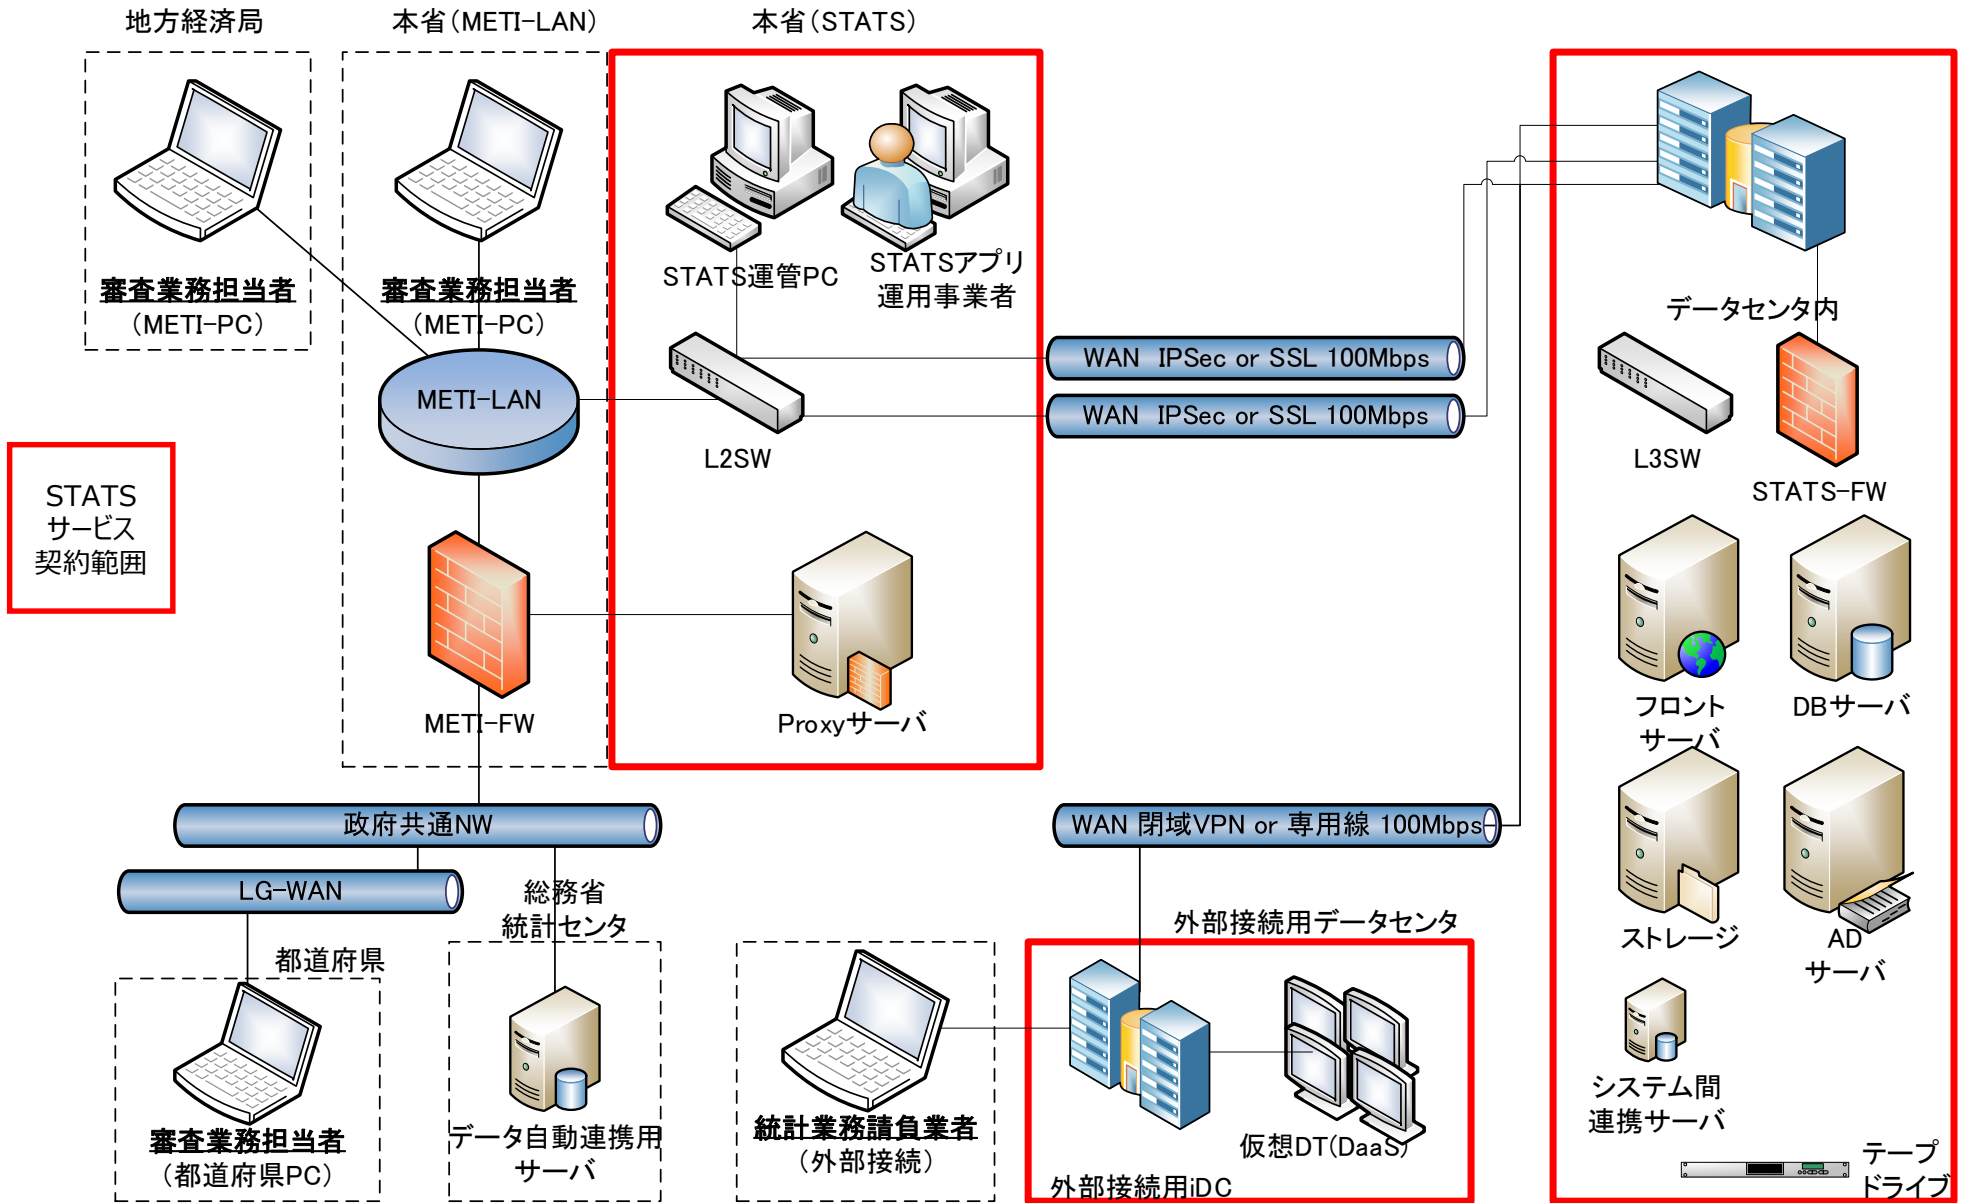 地方経済局
本省（METI-LAN）
本省（STATS）
審査業務担当者
（METI-PC）
審査業務担当者
（METI-PC）
STATS運管PC
STATSアプリ
運用事業者
METI-LAN
L2SW
WAN IPSec or SSL 100Mbps
WAN IPSec or SSL 100Mbps
データセンタ内
L3SW
STATS-FW
STATS
サービス
契約範囲
METI-FW
Proxyサーバ
フロント
サーバ
DBサーバ
政府共通NW
WAN 閉域VPN or 専用線 100Mbps
LG-WAN
総務省
統計センタ
都道府県
外部接続用データセンタ
ストレージ
AD
サーバ
審査業務担当者
（都道府県PC）
データ自動連携用
サーバ
統計業務請負業者
（外部接続）
外部接続用iDC
仮想DT(DaaS)
システム間
連携サーバ
テープ
ドライブ